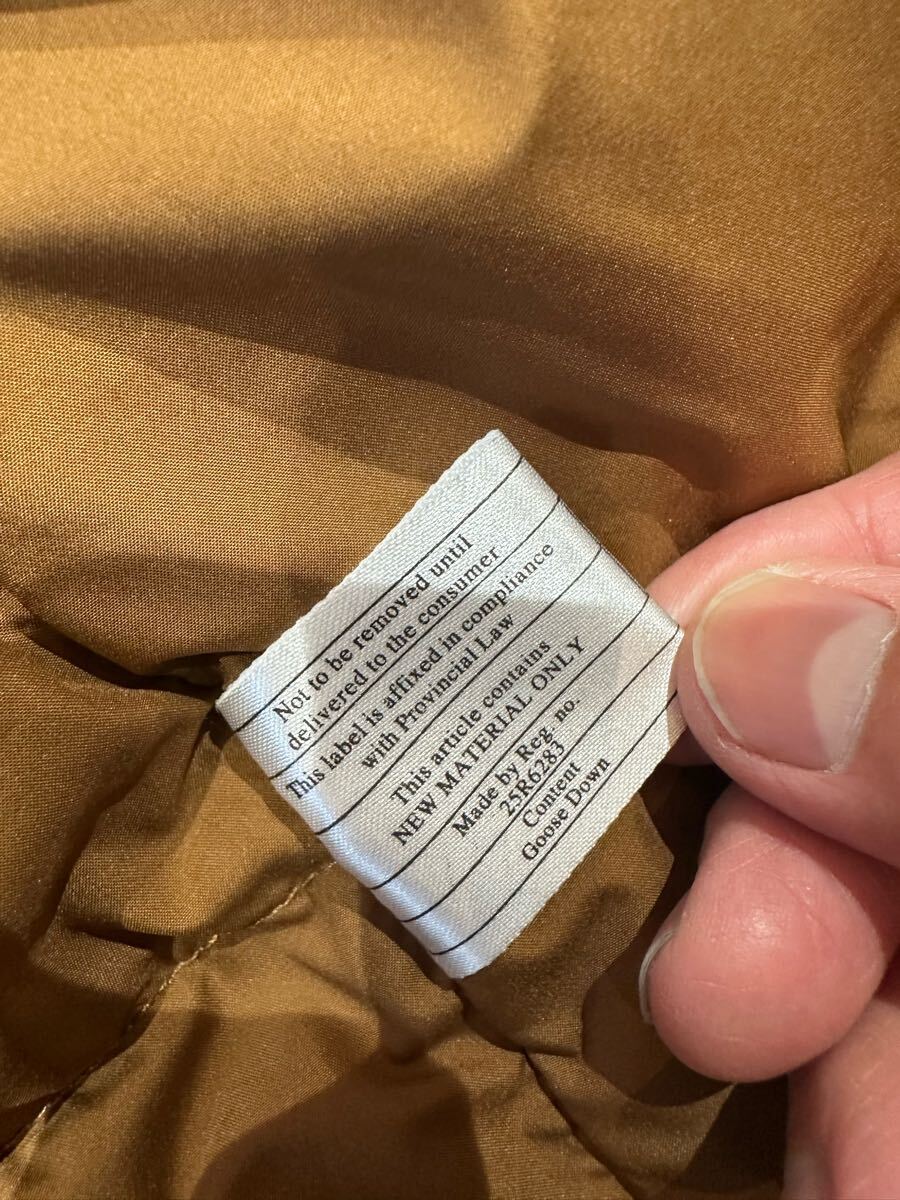 Not to be removed until
delivered to the consumer
This label is affixed in compliance
with Provincial Law
This article contains
NEW MATERIAL ONLY
Made by Reg no.
25R6283
Content
Goose Down